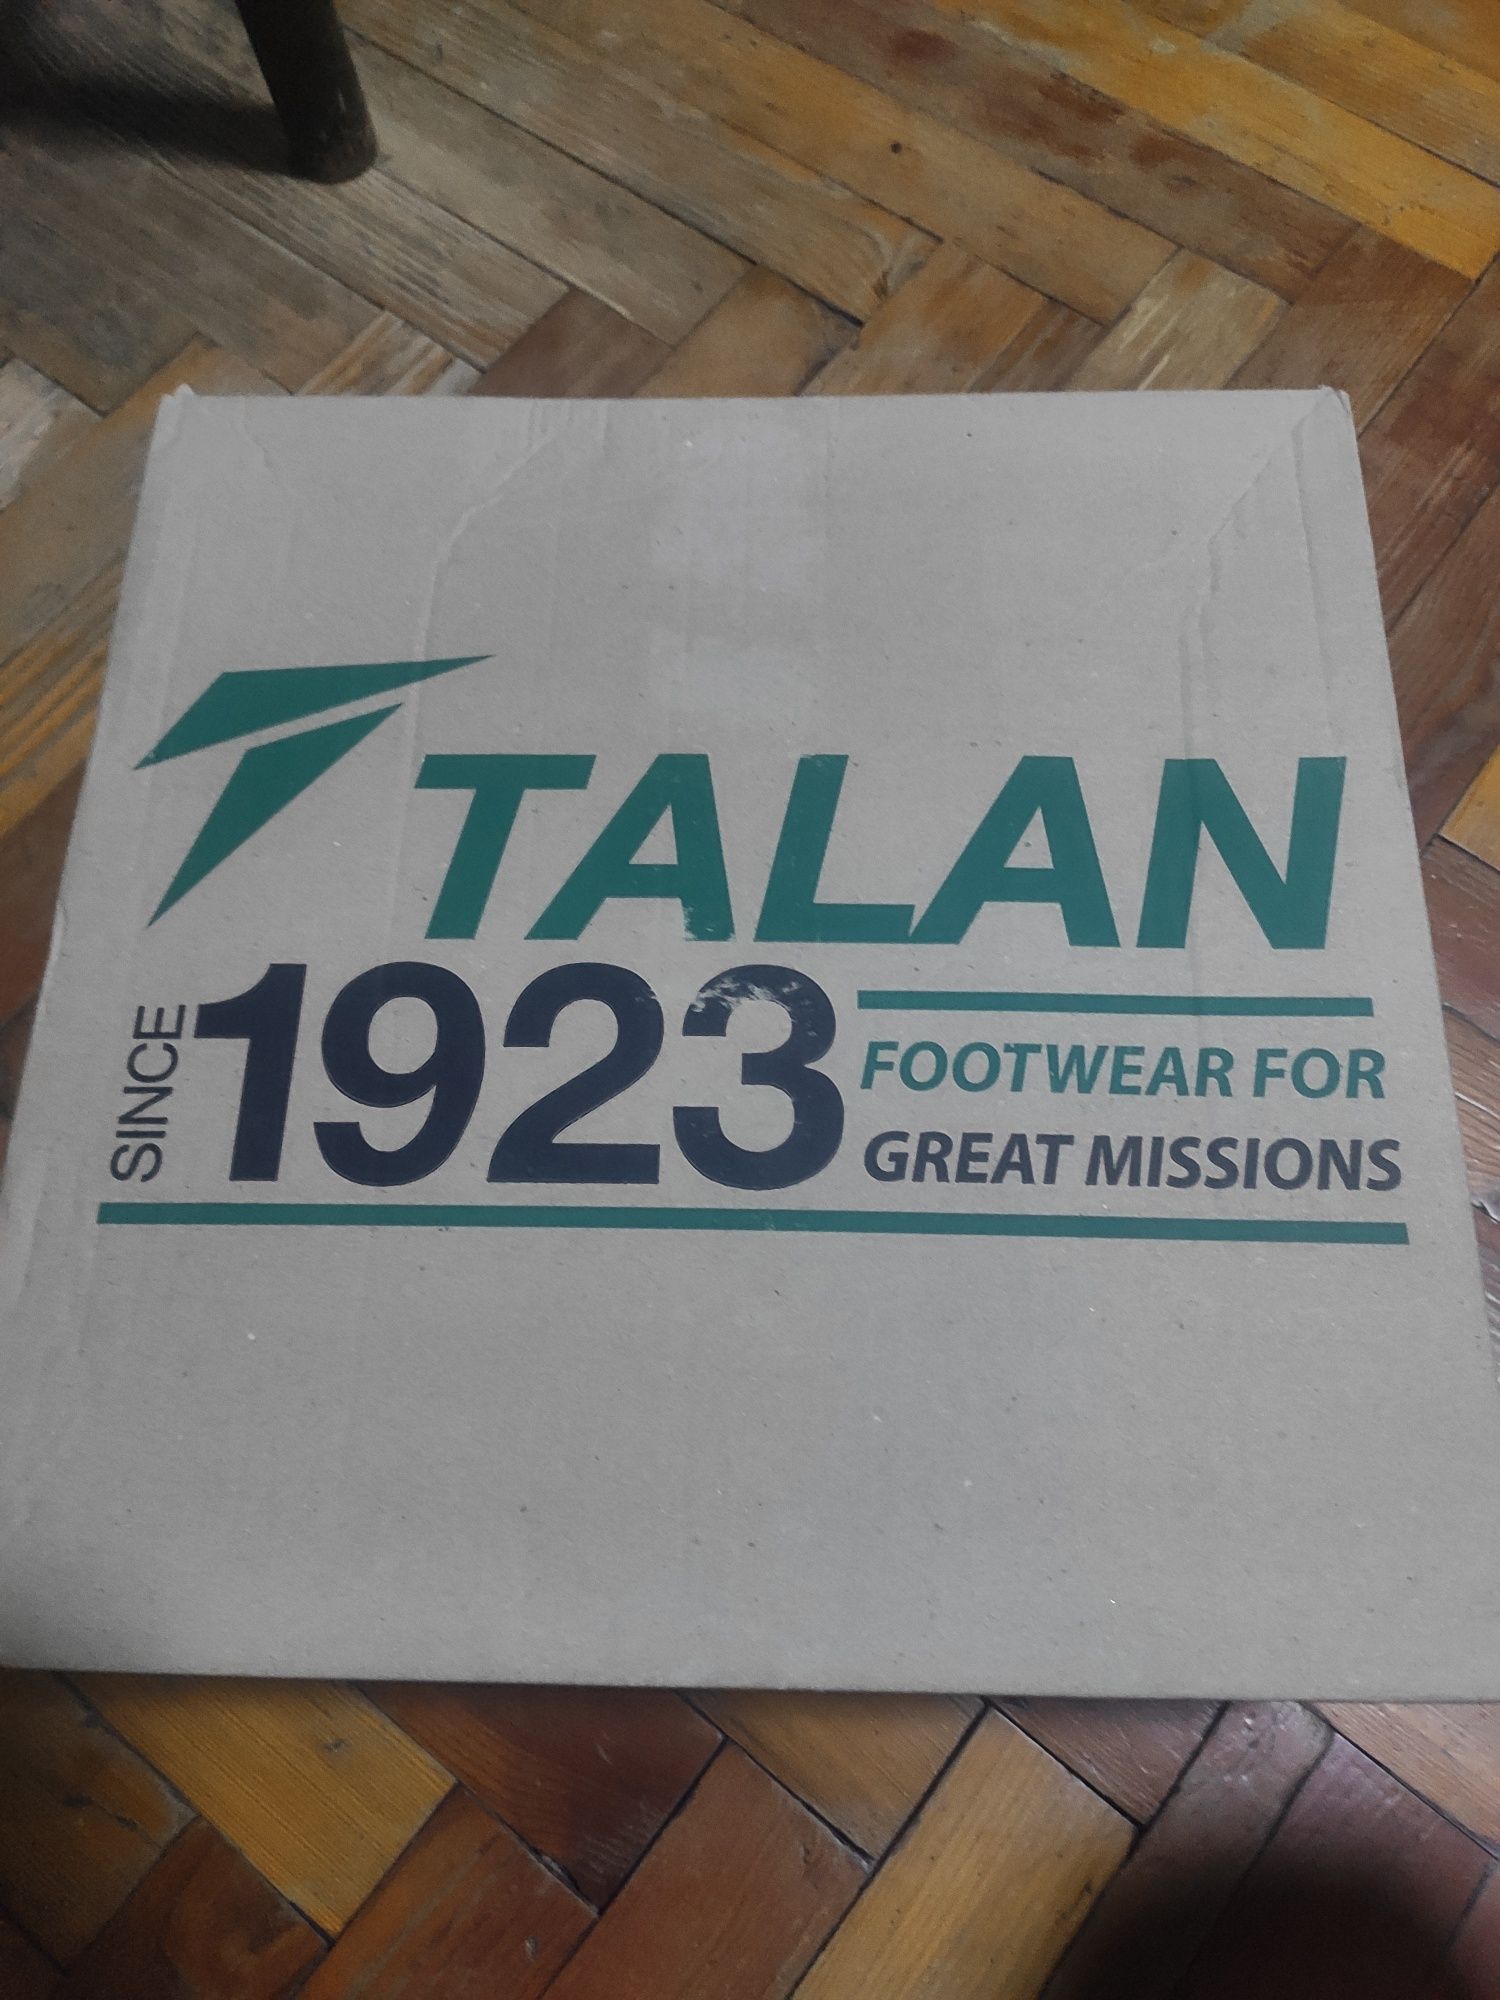 TALAN
SINCE 1923
FOOTWEAR FOR
GREAT MISSIONS